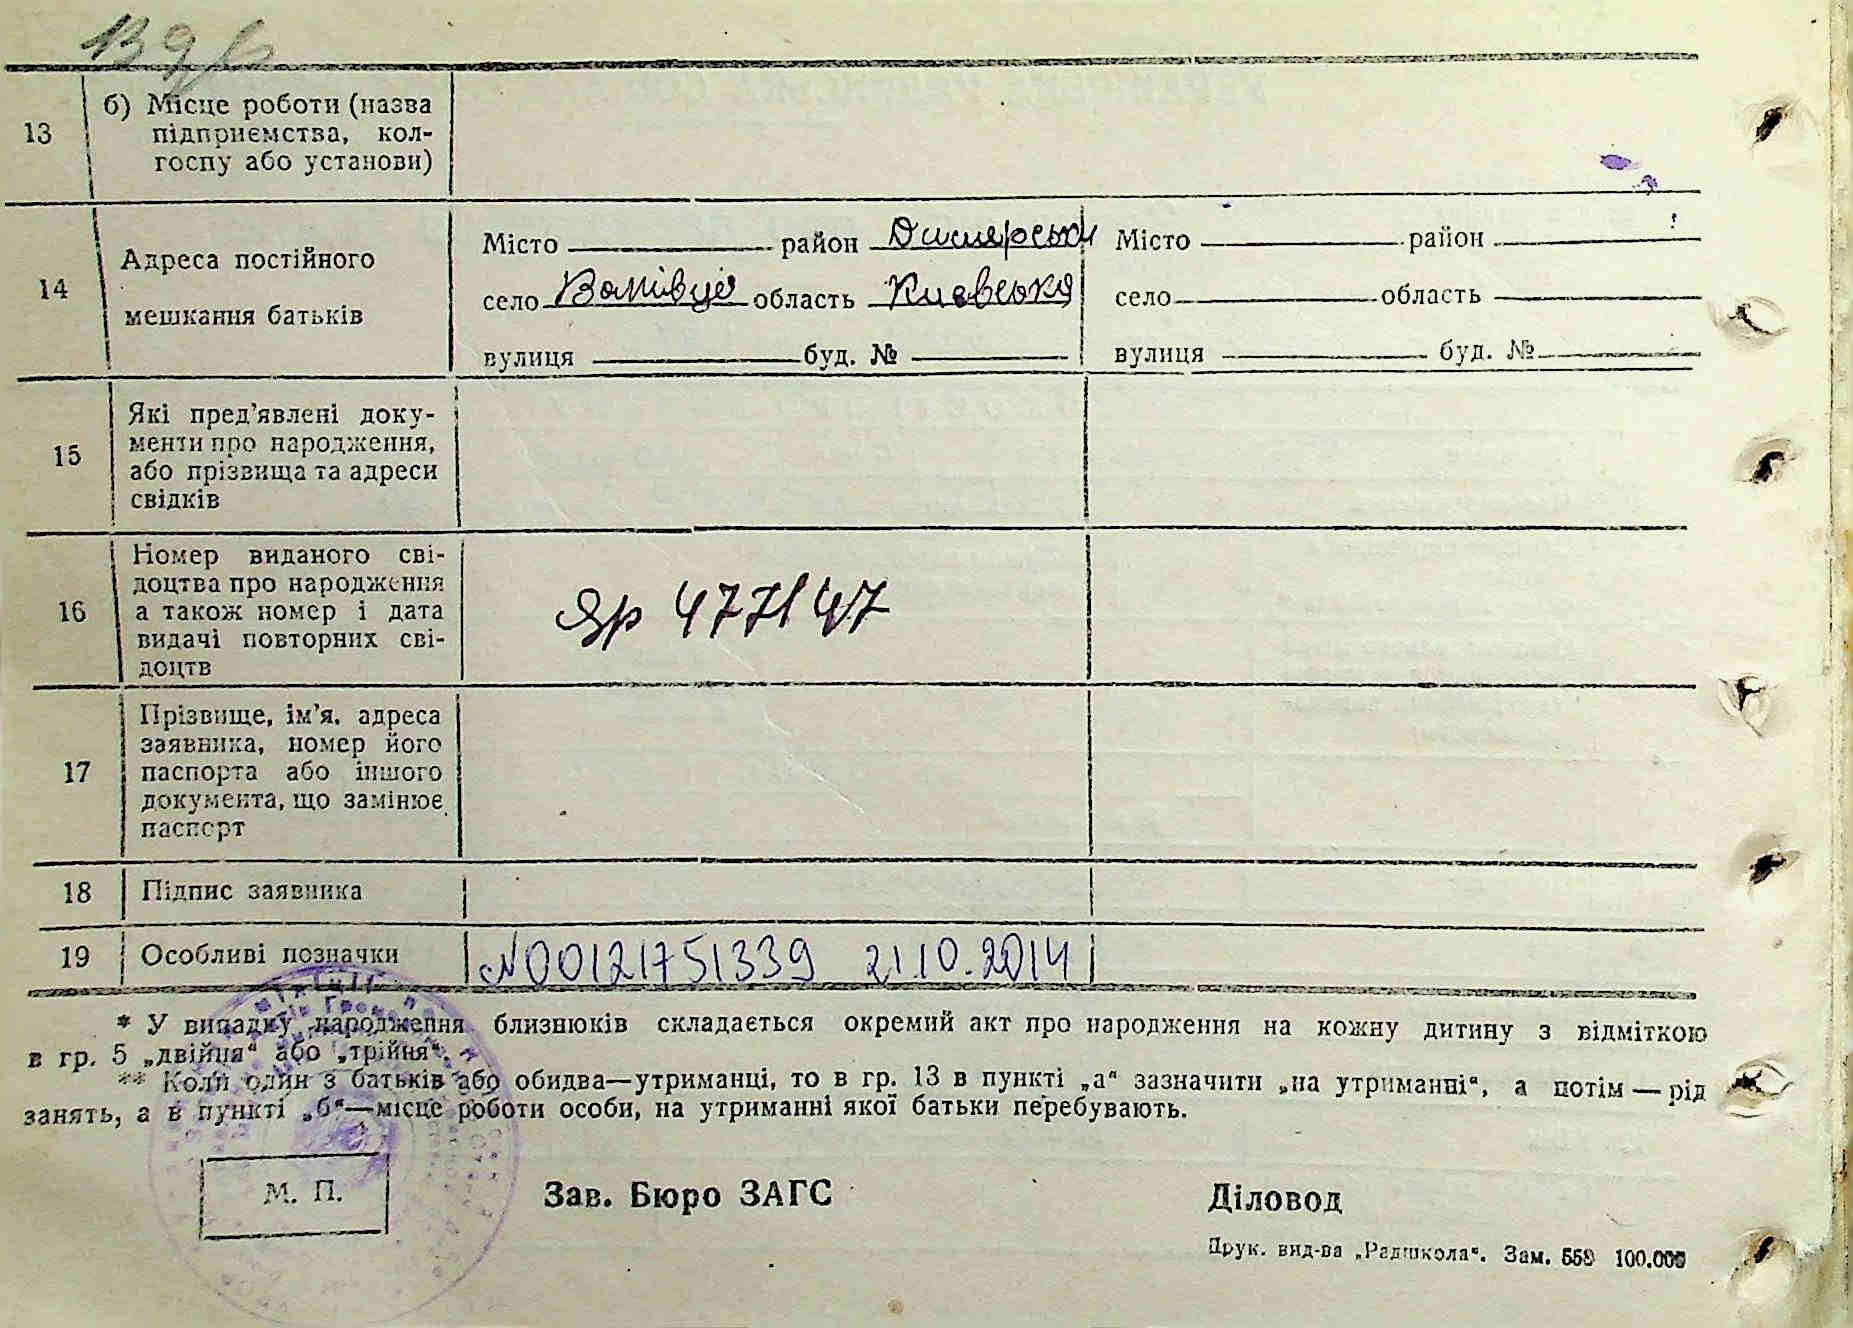 139б
13
б) Місце роботи (назва
підприємства, кол-
госпу або установи)
14
Адреса постійного
мешкання батьків
Місто район Димерськи
село область Киевська
вулиця буд. №
Місто район
село область
вулиця буд. №
15
Які пред'явлені доку-
менти про народження,
або прізвища та адреси
свідків
16
Номер виданого сві-
доцтва про народження
а також номер і дата
видачі повторних сві-
доцтв
Яр 477147
17
Прізвище, ім'я, адреса
заявника, номер його
паспорта або іншого
документа, що замінює
паспорт
18
Підпис заявника
19
Особливі позначки
N00121751339 21.10.2014
* У випадку народження близнюків складається окремий акт про народження на кожну дитину з відміткою
в гр. 5 „двійня“ або „трійня“.
** Коли один з батьків або обидва—утриманці, то в гр. 13 в пункті „а“ зазначити „на утриманні“, а потім—рід
занять, а в пункті „б“—місце роботи особи, на утриманні якої батьки перебувають.
М. П.
Зав. Бюро ЗАГС
Діловод
Друк. вид-ва „Радшкола“. Зам. 558 100.000